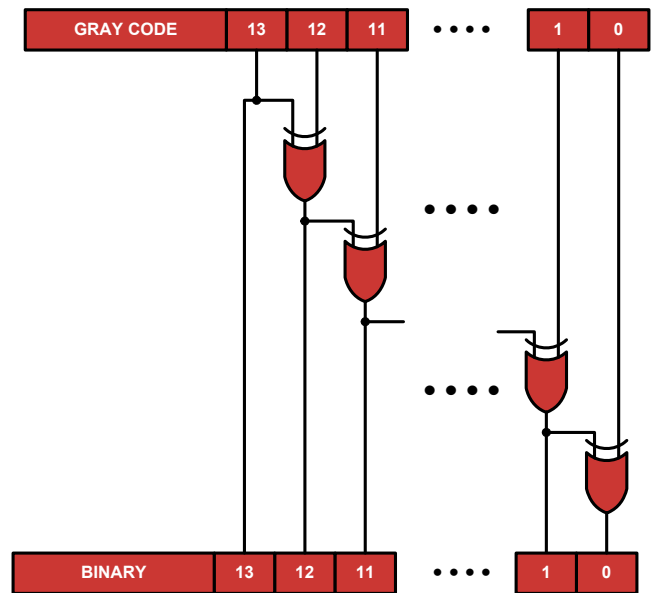 GRAY CODE 13 12 11 •••• 1 0
BINARY 13 12 11 •••• 1 0